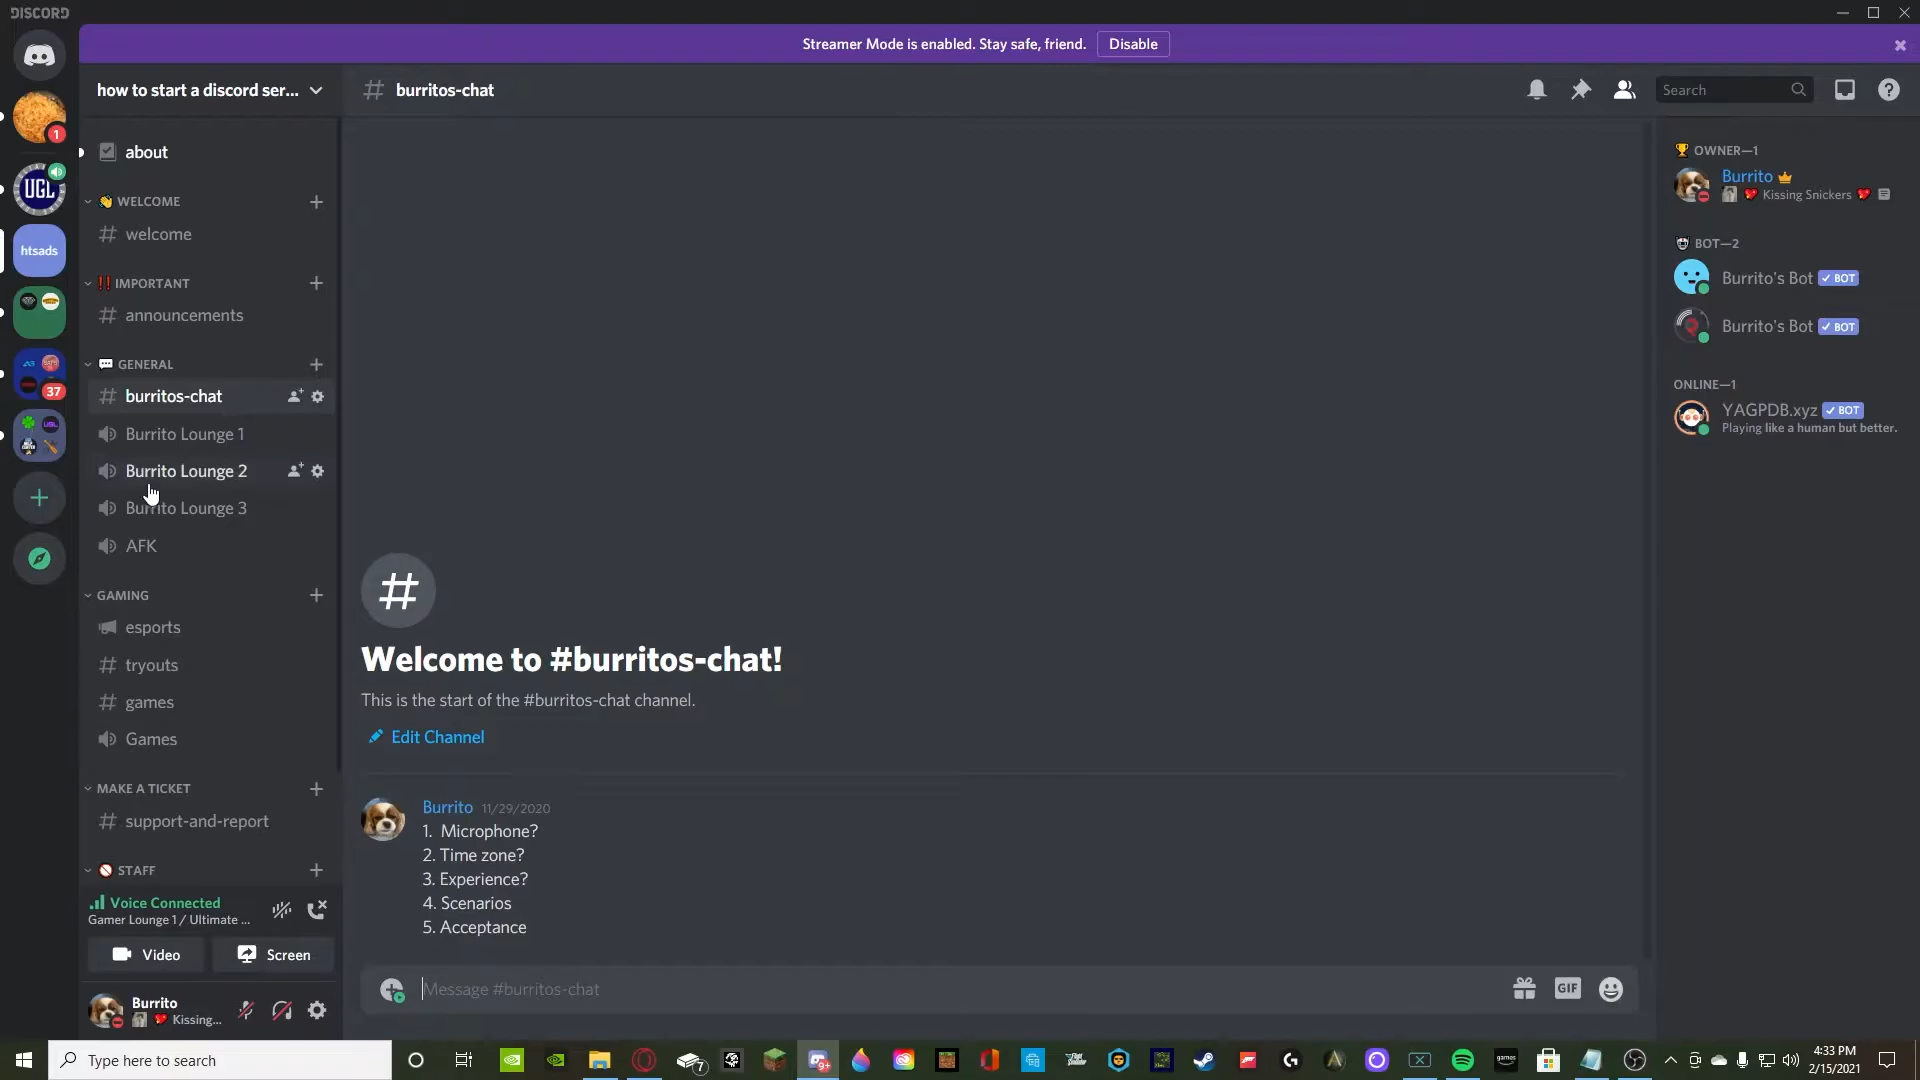 DISCORD
Streamer Mode is enabled. Stay safe, friend.
Disable
how to start a discord ser...
burritos-chat
Search
1
UGL
htsads
37
about
WELCOME
welcome
IMPORTANT
announcements
GENERAL
burritos-chat
Burrito Lounge 1
Burrito Lounge 2
Burrito Lounge 3
AFK
GAMING
esports
tryouts
games
Games
MAKE A TICKET
support-and-report
STAFF
Voice Connected
Gamer Lounge 1 / Ultimate ...
Video
Screen
Burrito
Kissing...
Welcome to #burritos-chat!
This is the start of the #burritos-chat channel.
Edit Channel
Burrito 11/29/2020
1. Microphone?
2. Time zone?
3. Experience?
4. Scenarios
5. Acceptance
Message #burritos-chat
GIF
OWNER—1
Burrito
Kissing Snickers
BOT—2
Burrito's Bot BOT
Burrito's Bot BOT
ONLINE—1
YAGPDB.xyz BOT
Playing like a human but better.
Type here to search
7
9+
games
4:33 PM
2/15/2021